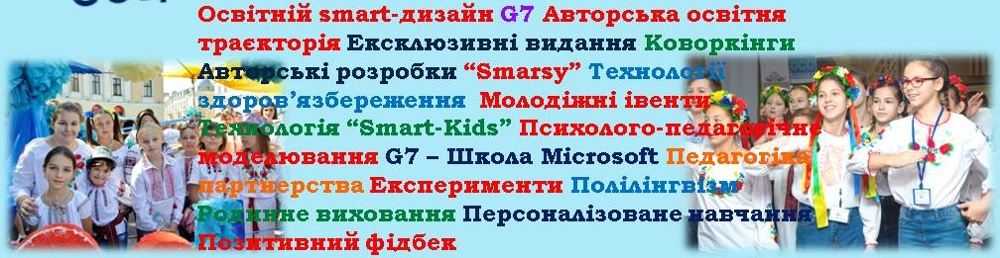 Освітній smart-дизайн G7 Авторська освітня
траєкторія Ексклюзивні видання Коворкінги
Авторські розробки “Smarsy” Технології
здоров’язбереження Молодіжні івенти
Технологія “Smart-Kids” Психолого-педагогічне
моделювання G7 – Школа Microsoft Педагогіка
партнерства Експерименти Полілінгвізм
Родинне виховання Персоналізоване навчання
Позитивний фідбек